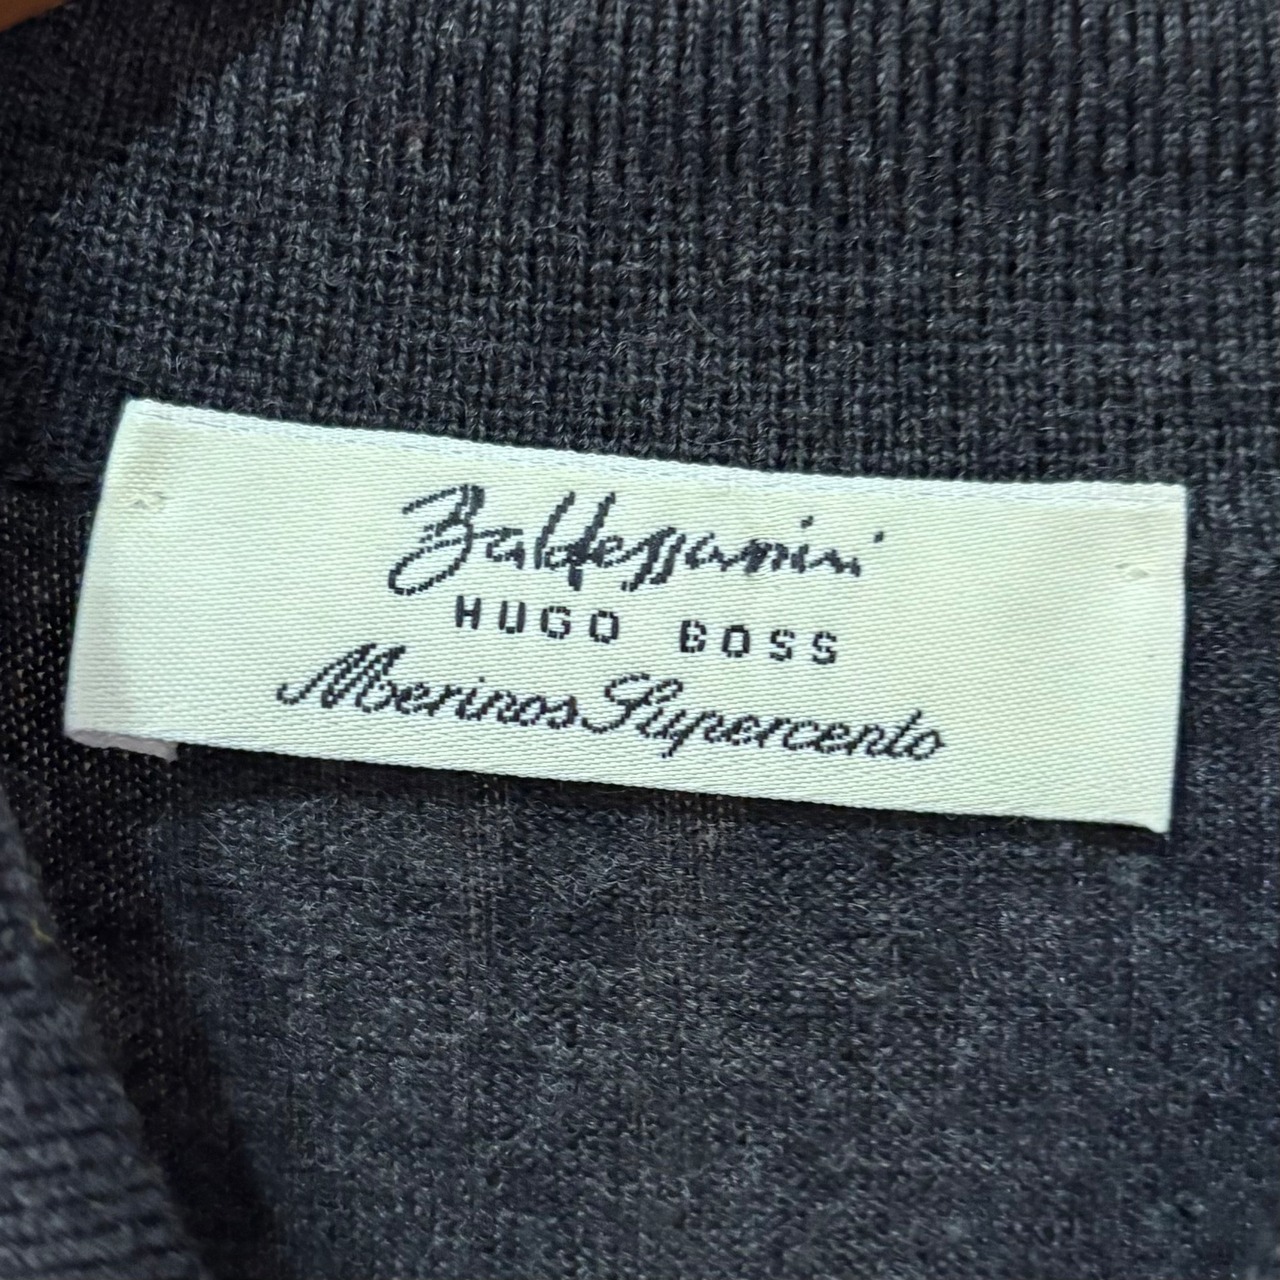 Baldessarini
HUGO BOSS
Merinos Supercento